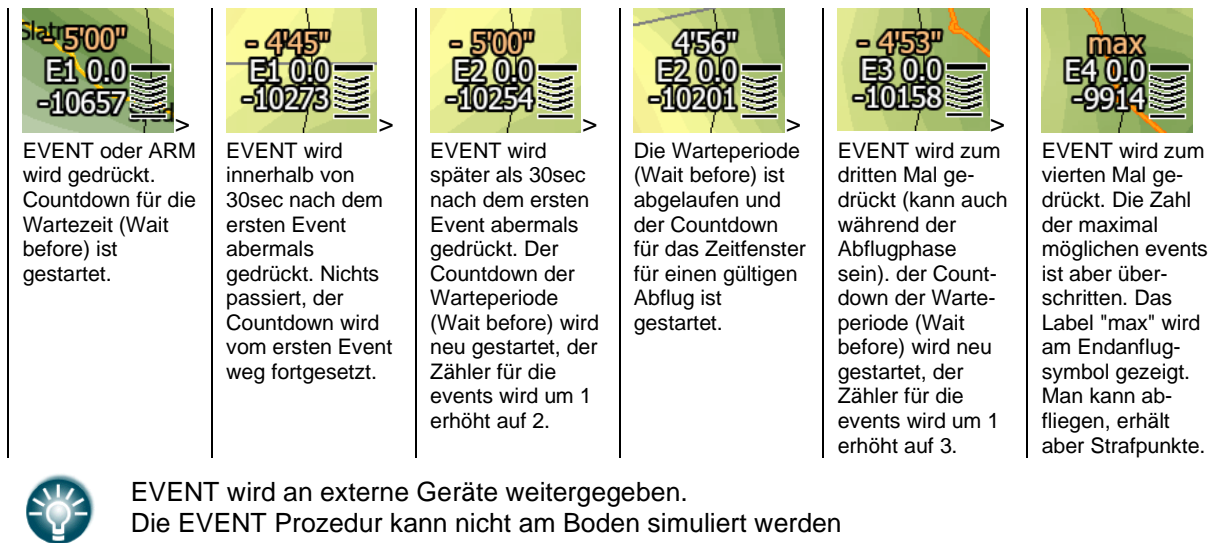 Slatn
- 5'00"
E1 0.0
-10657
>
EVENT oder ARM
wird gedrückt.
Countdown für die
Wartezeit (Wait
before) ist
gestartet.
- 4'45"
E1 0.0
-10273
>
EVENT wird
innerhalb von
30sec nach dem
ersten Event
abermals
gedrückt. Nichts
passiert, der
Countdown wird
vom ersten Event
weg fortgesetzt.
- 5'00"
E2 0.0
-10254
>
EVENT wird
später als 30sec
nach dem ersten
Event abermals
gedrückt. Der
Countdown der
Warteperiode
(Wait before) wird
neu gestartet, der
Zähler für die
events wird um 1
erhöht auf 2.
4'56"
E2 0.0
-10201
>
Die Warteperiode
(Wait before) ist
abgelaufen und
der Countdown
für das Zeitfenster
für einen gültigen
Abflug ist
gestartet.
- 4'53"
E3 0.0
-10158
>
EVENT wird zum
dritten Mal ge-
drückt (kann auch
während der
Abflugphase
sein). der Count-
down der Warte-
periode (Wait
before) wird neu
gestartet, der
Zähler für die
events wird um 1
erhöht auf 3.
max
E4 0.0
-9914
EVENT wird zum
vierten Mal ge-
drückt. Die Zahl
der maximal
möglichen events
ist aber über-
schritten. Das
Label "max" wird
am Endanflug-
symbol gezeigt.
Man kann ab-
fliegen, erhält
aber Strafpunkte.
EVENT wird an externe Geräte weitergegeben.
Die EVENT Prozedur kann nicht am Boden simuliert werden